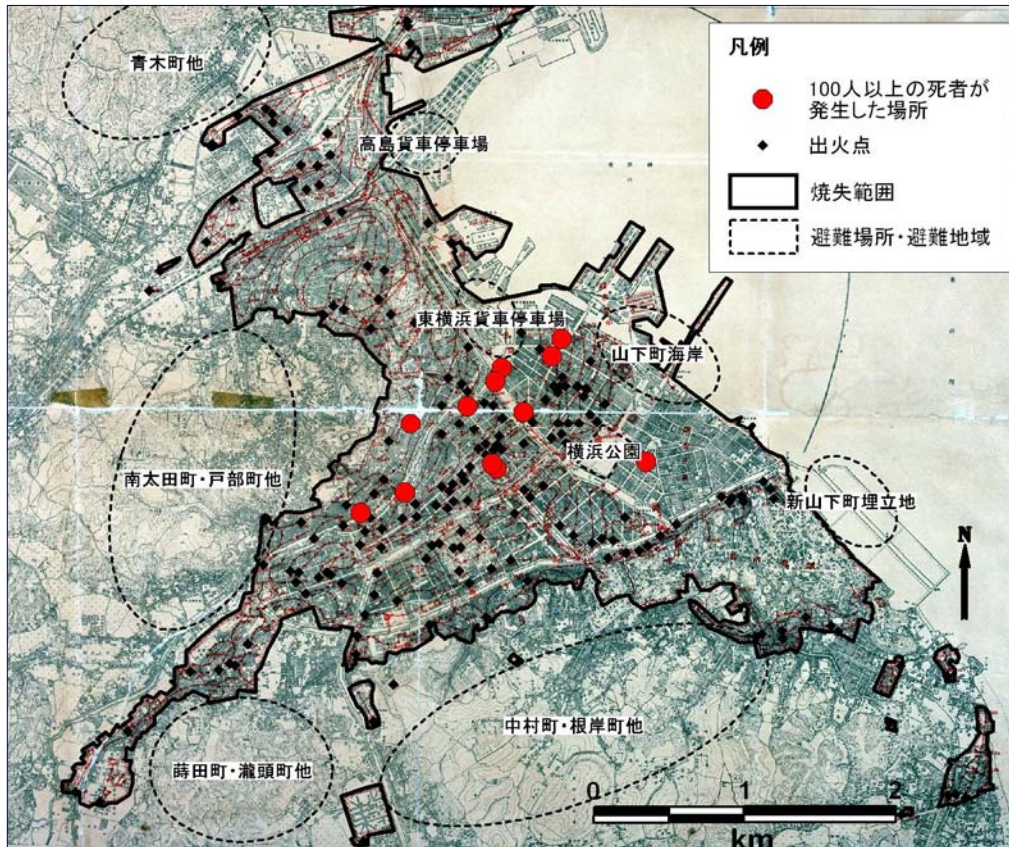 凡例
100人以上の死者が
発生した場所
出火点
焼失範囲
避難場所・避難地域
青木町他
高島貨車停車場
東横浜貨車停車場
山下町海岸
横浜公園
南太田町・戸部町他
新山下町埋立地
N
中村町・根岸町他
蒔田町・瀧頭町他
0 1 2
km